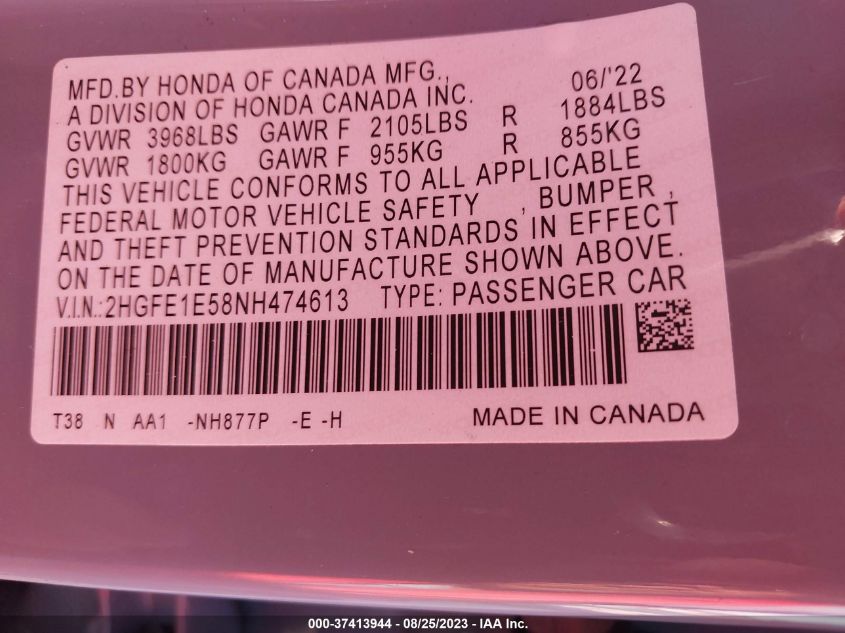 MFD.BY HONDA OF CANADA MFG., 06/'22
A DIVISION OF HONDA CANADA INC.
GVWR 3968LBS GAWR F 2105LBS R 1884LBS
GVWR 1800KG GAWR F 955KG R 855KG
THIS VEHICLE CONFORMS TO ALL APPLICABLE
FEDERAL MOTOR VEHICLE SAFETY , BUMPER ,
AND THEFT PREVENTION STANDARDS IN EFFECT
ON THE DATE OF MANUFACTURE SHOWN ABOVE.
V.I.N.:2HGFE1E58NH474613 TYPE: PASSENGER CAR
T38 N AA1 -NH877P -E -H MADE IN CANADA
000-37413944 - 08/25/2023 - IAA Inc.